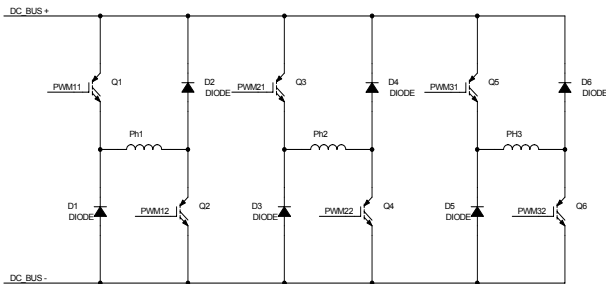 DC_BUS +
Q1
D2
Q3
D4
Q5
D6
PWM11
DIODE
PWM21
DIODE
PWM31
DIODE
Ph1
Ph2
PH3
D1
DIODE
PWM12
Q2
D3
DIODE
PWM22
Q4
D5
DIODE
PWM32
Q6
DC_BUS -